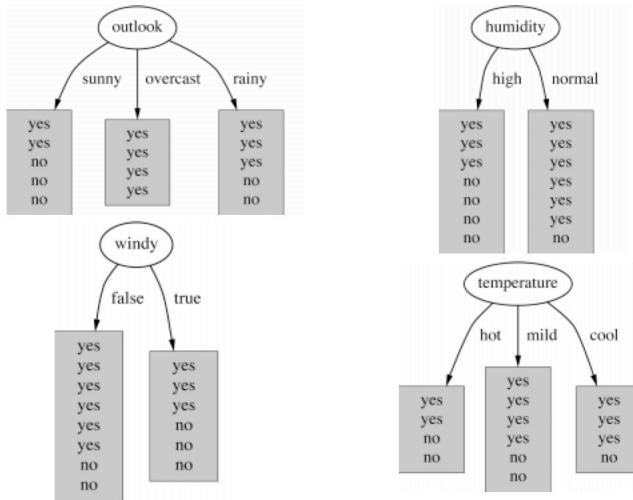 outlook
sunny overcast rainy
yes
yes
no
no
no
yes
yes
yes
yes
yes
yes
yes
no
no
humidity
high normal
yes
yes
yes
no
no
no
no
yes
yes
yes
yes
yes
yes
no
windy
false true
yes
yes
yes
yes
yes
yes
no
no
yes
yes
yes
no
no
no
temperature
hot mild cool
yes
yes
no
no
yes
yes
yes
yes
no
no
yes
yes
yes
no